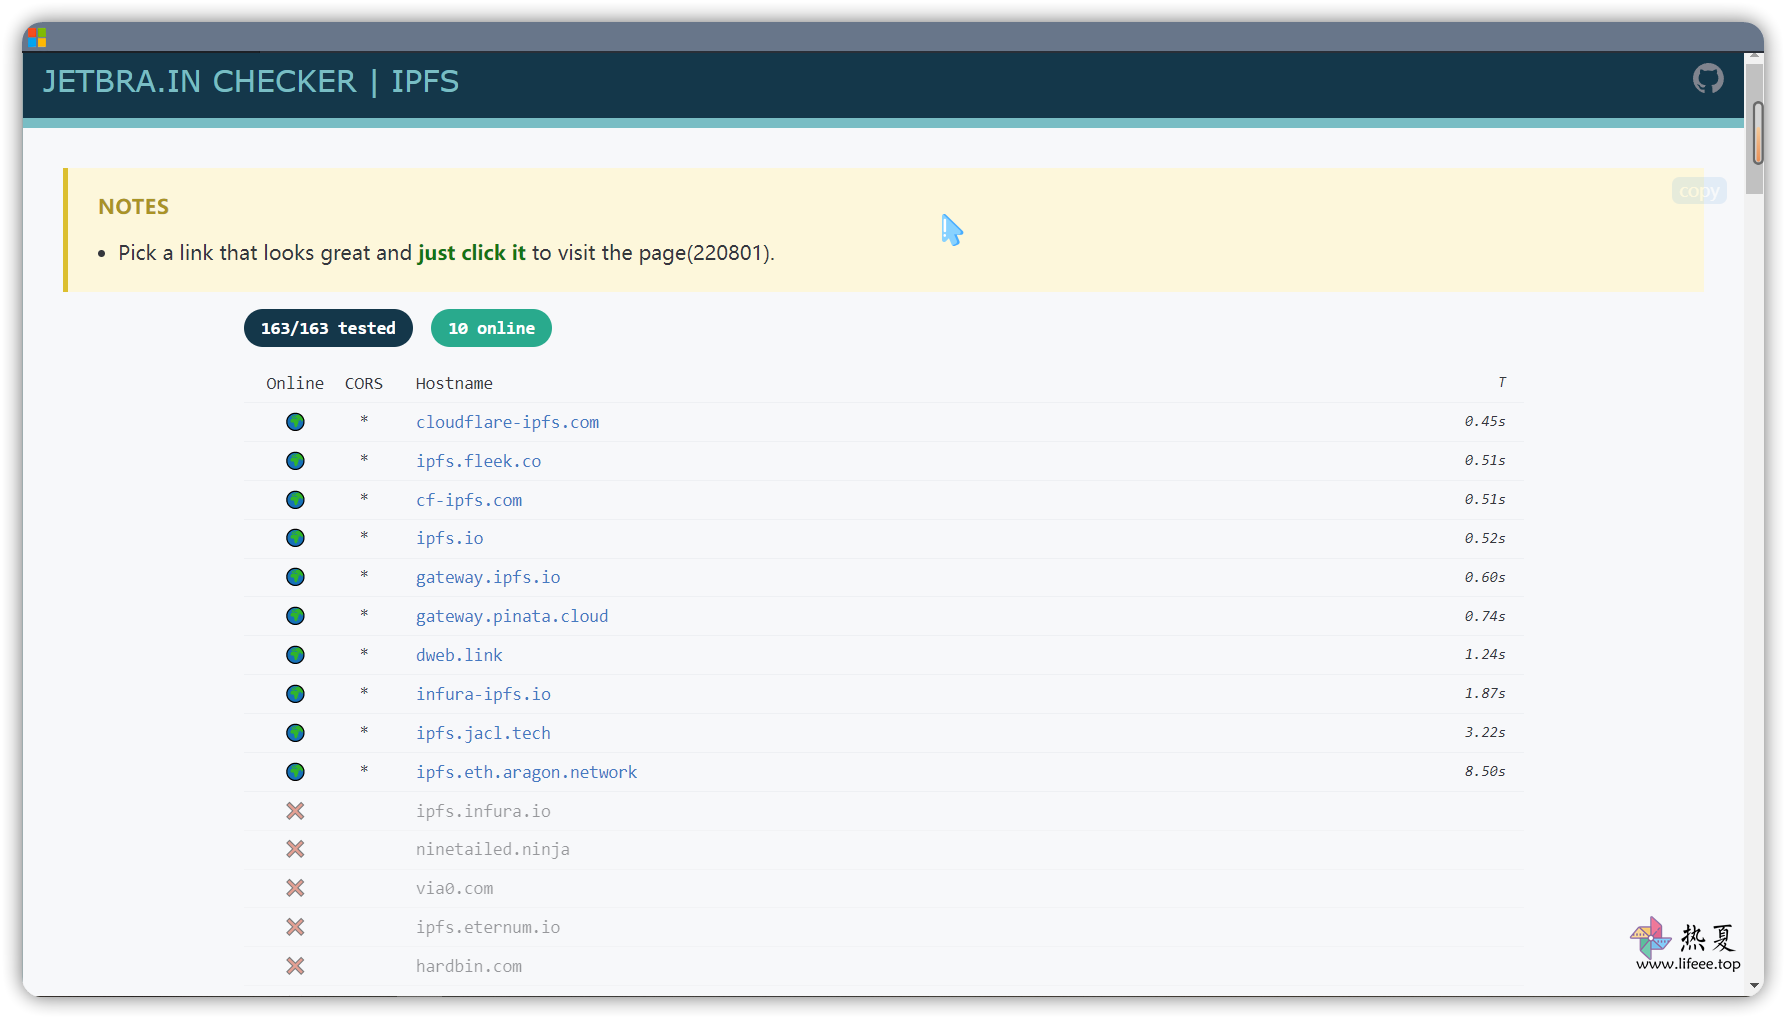 JETBRA.IN CHECKER | IPFS
copy
NOTES
• Pick a link that looks great and just click it to visit the page(220801).
163/163 tested 10 online
Online CORS Hostname T
* cloudflare-ipfs.com 0.45s
* ipfs.fleek.co 0.51s
* cf-ipfs.com 0.51s
* ipfs.io 0.52s
* gateway.ipfs.io 0.60s
* gateway.pinata.cloud 0.74s
* dweb.link 1.24s
* infura-ipfs.io 1.87s
* ipfs.jacl.tech 3.22s
* ipfs.eth.aragon.network 8.50s
ipfs.infura.io
ninetailed.ninja
via0.com
ipfs.eternum.io
hardbin.com
热夏
www.lifeee.top